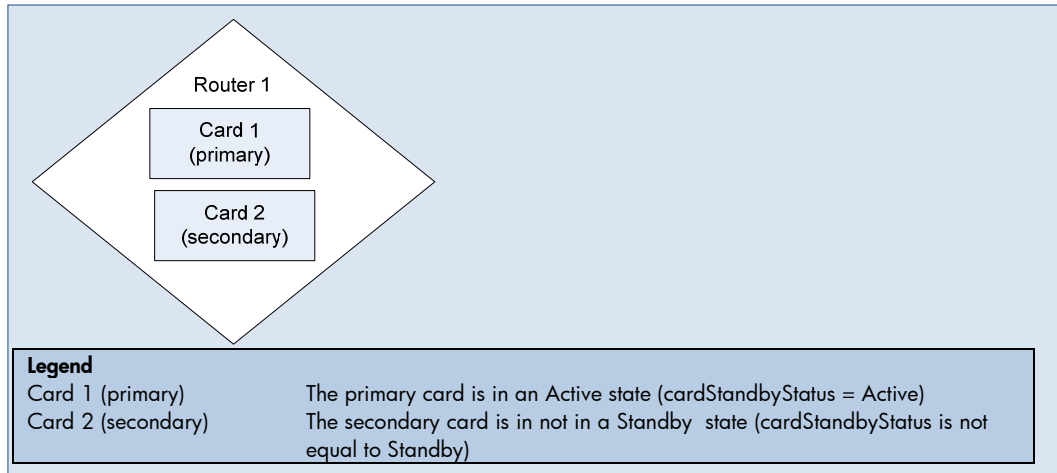 Router 1
Card 1
(primary)
Card 2
(secondary)
Legend
Card 1 (primary) The primary card is in an Active state (cardStandbyStatus = Active)
Card 2 (secondary) The secondary card is in not in a Standby state (cardStandbyStatus is not
equal to Standby)